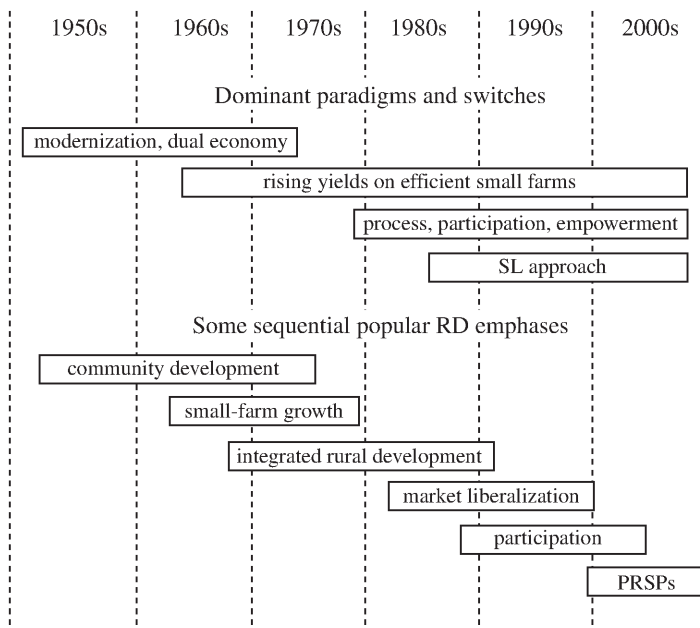 1950s 1960s 1970s 1980s 1990s 2000s
Dominant paradigms and switches
modernization, dual economy
rising yields on efficient small farms
process, participation, empowerment
SL approach
Some sequential popular RD emphases
community development
small-farm growth
integrated rural development
market liberalization
participation
PRSPs